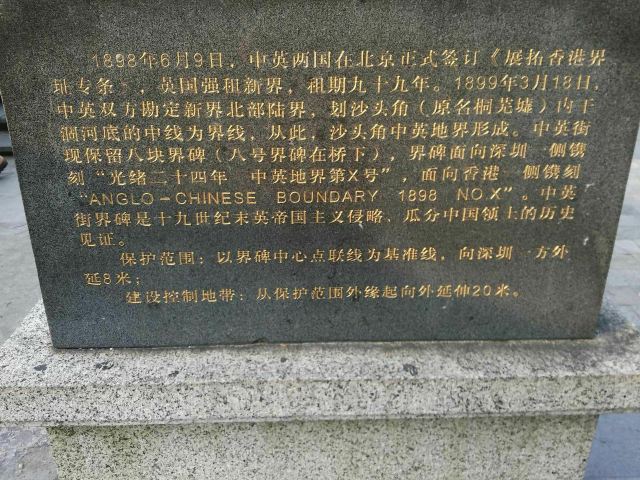 1898年6月9日，中英两国在北京正式签订《展拓香港界
址专条》，英国强租新界，租期九十九年。1899年3月18日，
中英双方勘定新界北部陆界，划沙头角（原名桐芜墟）内干
涸河底的中线为界线，从此，沙头角中英地界形成。中英街
现保留八块界碑（八号界碑在桥下），界碑面向深圳一侧镌
刻“光绪二十四年 中英地界第X号”，面向香港一侧镌刻
“ANGLO-CHINESE BOUNDARY 1898 NO.X”。中英
街界碑是十九世纪末英帝国主义侵略、瓜分中国领土的历史
见证。
保护范围：以界碑中心点联线为基准线，向深圳一方外
延8米；
建设控制地带：从保护范围外缘起向外延伸20米。